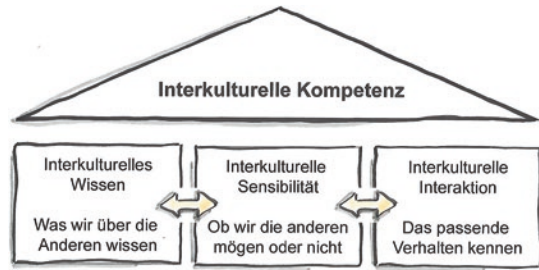 Interkulturelle Kompetenz
Interkulturelles
Wissen
Was wir über die
Anderen wissen
Interkulturelle
Sensibilität
Ob wir die anderen
mögen oder nicht
Interkulturelle
Interaktion
Das passende
Verhalten kennen